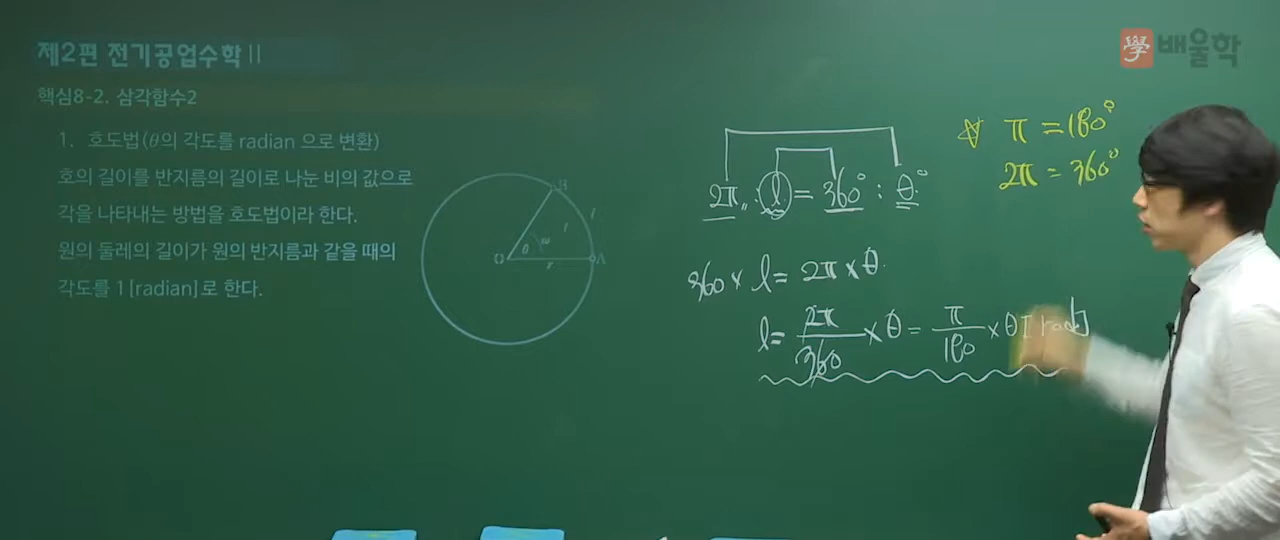 제2편 전기공업수학 II
學 배울학
핵심8-2. 삼각함수2
1. 호도법(θ의 각도를 radian 으로 변환)
호의 길이를 반지름의 길이로 나눈 비의 값으로
각을 나타내는 방법을 호도법이라 한다.
원의 둘레의 길이가 원의 반지름과 같을 때의
각도를 1[radian]로 한다.
B
l
θ
O
r
A
2π : l = 360° : θ°
360 × l = 2π × θ
l = 2π/360 × θ = π/180 × θ [rad]
π = 180°
2π = 360°